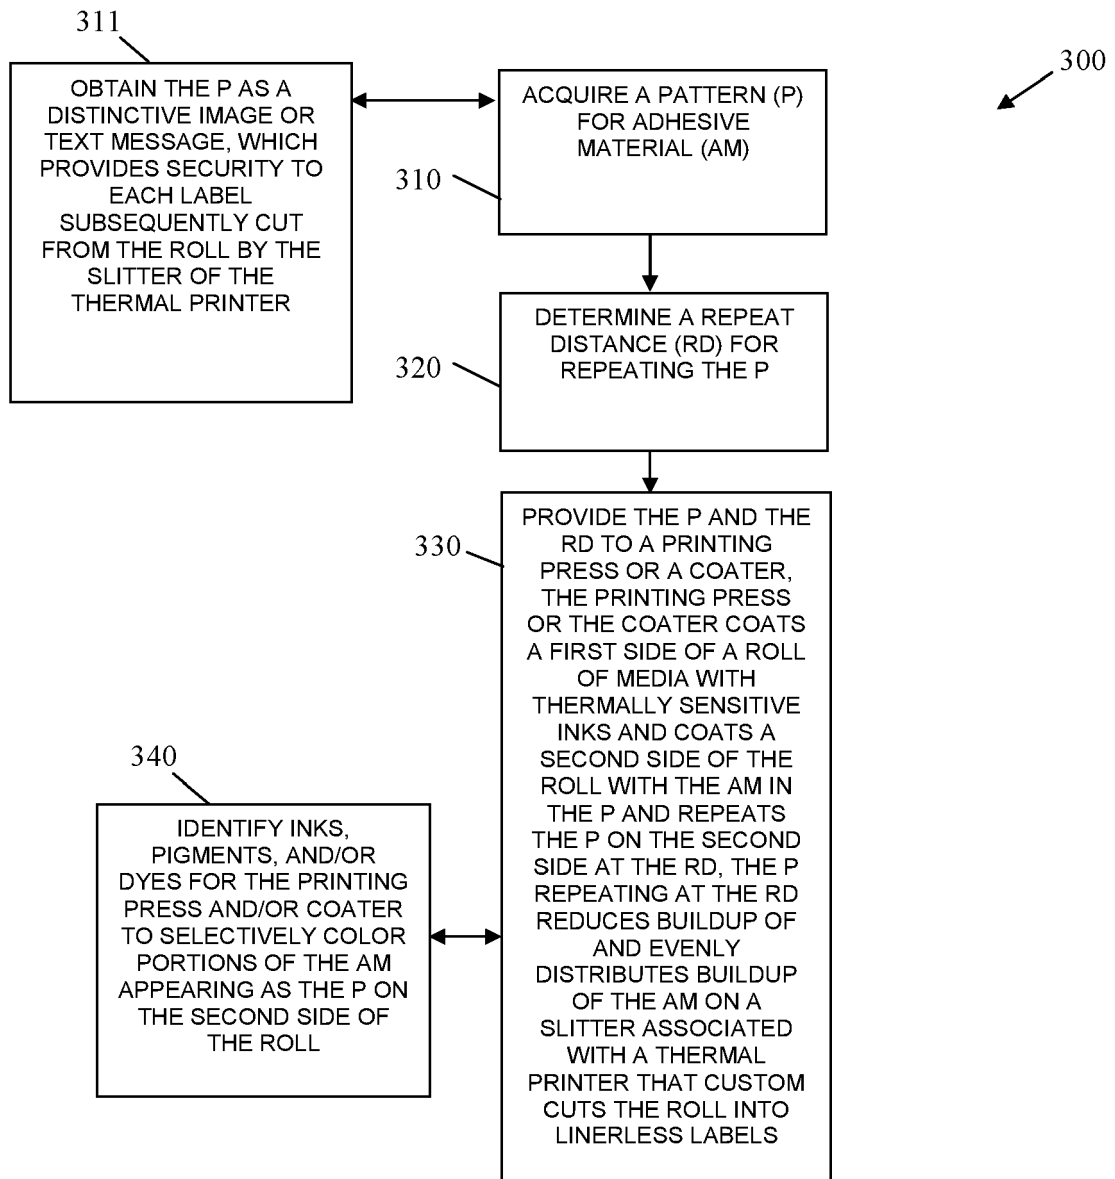 311
OBTAIN THE P AS A
DISTINCTIVE IMAGE OR
TEXT MESSAGE, WHICH
PROVIDES SECURITY TO
EACH LABEL
SUBSEQUENTLY CUT
FROM THE ROLL BY THE
SLITTER OF THE
THERMAL PRINTER
300
ACQUIRE A PATTERN (P)
FOR ADHESIVE
MATERIAL (AM)
310
DETERMINE A REPEAT
DISTANCE (RD) FOR
REPEATING THE P
320
PROVIDE THE P AND THE
RD TO A PRINTING
PRESS OR A COATER,
THE PRINTING PRESS
OR THE COATER COATS
A FIRST SIDE OF A ROLL
OF MEDIA WITH
THERMALLY SENSITIVE
INKS AND COATS A
SECOND SIDE OF THE
ROLL WITH THE AM IN
THE P AND REPEATS
THE P ON THE SECOND
SIDE AT THE RD, THE P
REPEATING AT THE RD
REDUCES BUILDUP OF
AND EVENLY
DISTRIBUTES BUILDUP
OF THE AM ON A
SLITTER ASSOCIATED
WITH A THERMAL
PRINTER THAT CUSTOM
CUTS THE ROLL INTO
LINERLESS LABELS
330
340
IDENTIFY INKS,
PIGMENTS, AND/OR
DYES FOR THE PRINTING
PRESS AND/OR COATER
TO SELECTIVELY COLOR
PORTIONS OF THE AM
APPEARING AS THE P ON
THE SECOND SIDE OF
THE ROLL